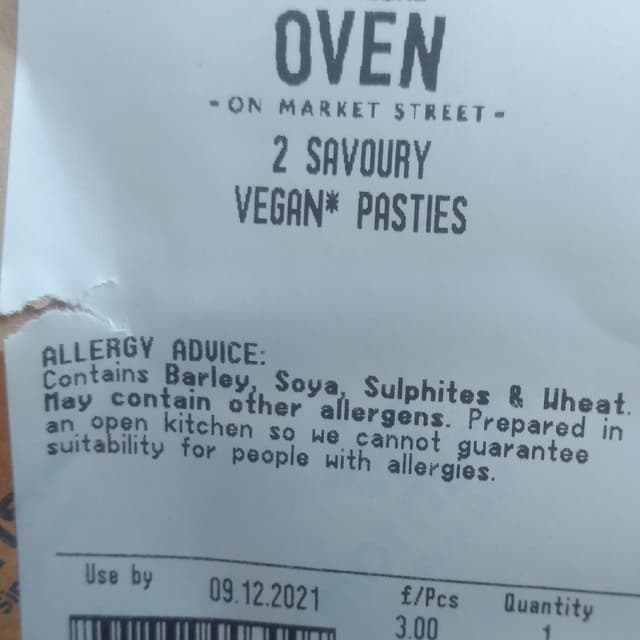 OVEN
- ON MARKET STREET -
2 SAVOURY
VEGAN* PASTIES
ALLERGY ADVICE:
Contains Barley, Soya, Sulphites & Wheat.
May contain other allergens. Prepared in
an open kitchen so we cannot guarantee
suitability for people with allergies.
Use by 09.12.2021 £/Pcs Quantity
3.00 1